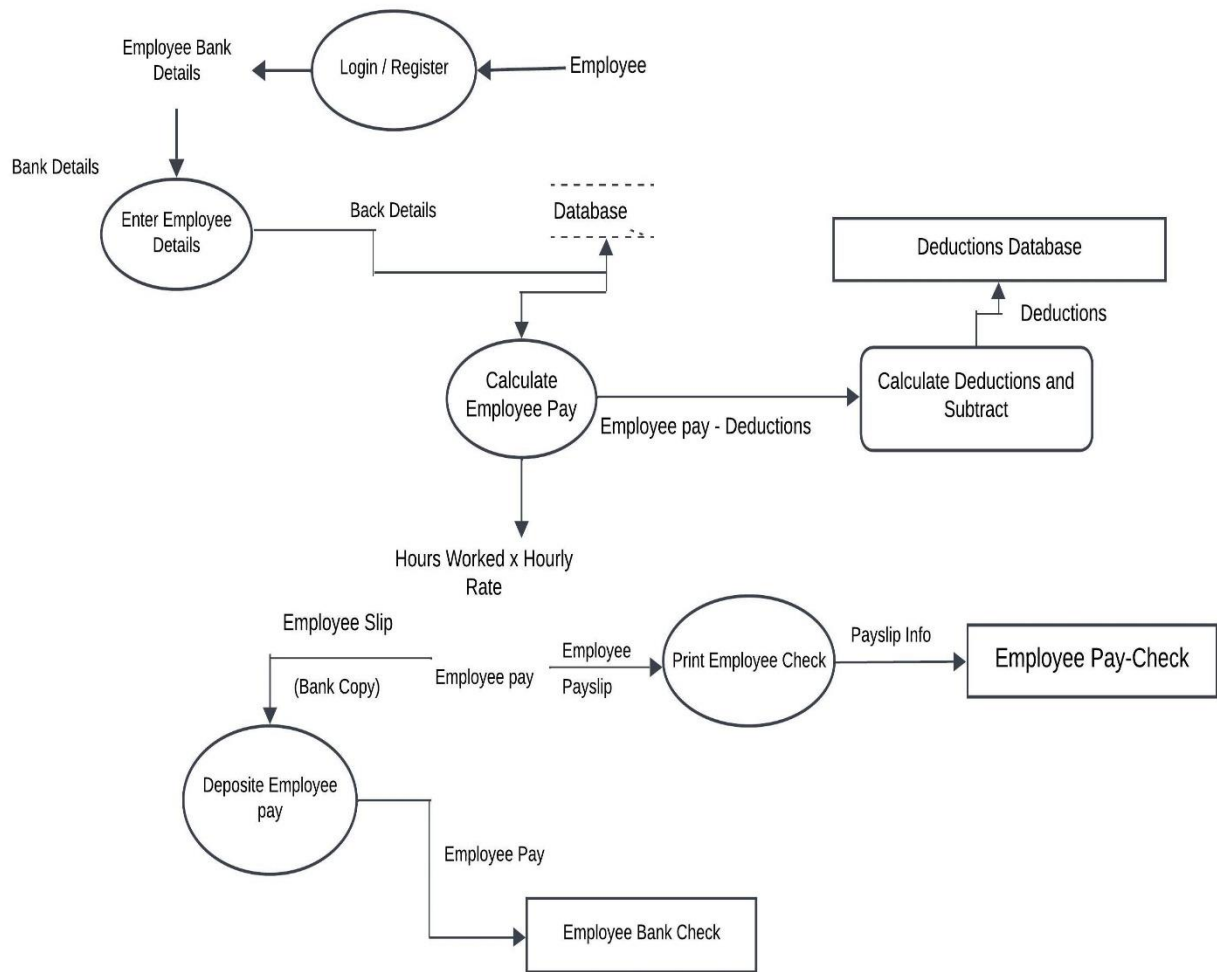 Employee Bank
Details
Login / Register
Employee
Bank Details
Enter Employee
Details
Back Details
Database
Deductions Database
Deductions
Calculate
Employee Pay
Calculate Deductions and
Subtract
Employee pay - Deductions
Hours Worked x Hourly
Rate
Employee Slip
(Bank Copy)
Employee pay
Employee
Payslip
Print Employee Check
Payslip Info
Employee Pay-Check
Deposite Employee
pay
Employee Pay
Employee Bank Check